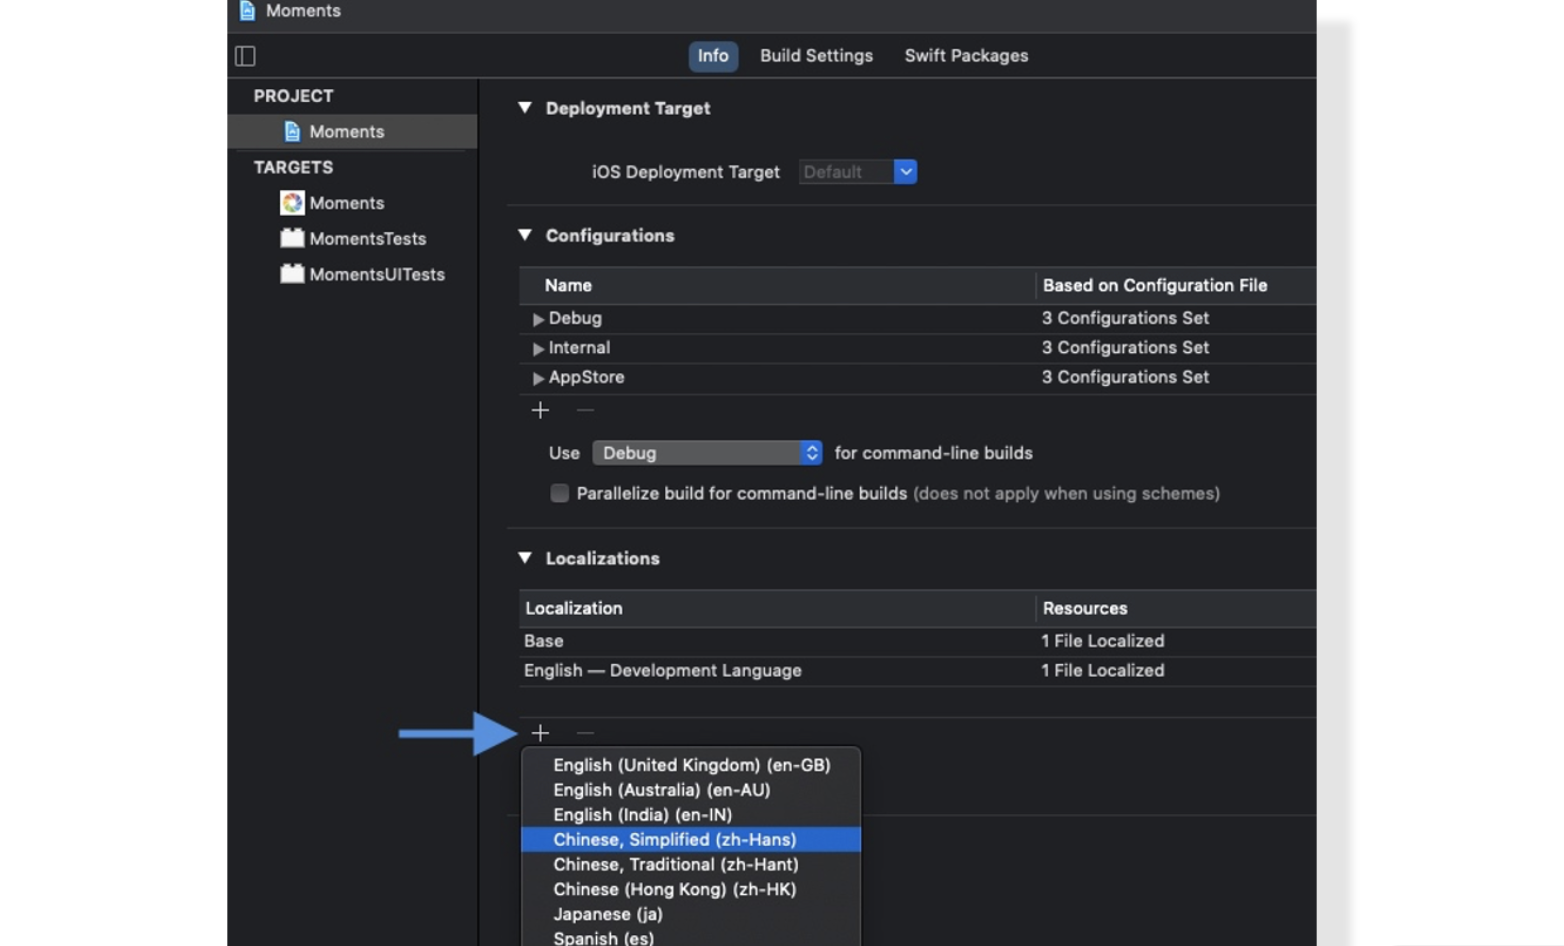 Moments
Info Build Settings Swift Packages
PROJECT
Moments
TARGETS
Moments
MomentsTests
MomentsUITests
Deployment Target
iOS Deployment Target Default
Configurations
Name Based on Configuration File
Debug 3 Configurations Set
Internal 3 Configurations Set
AppStore 3 Configurations Set
Use Debug for command-line builds
Parallelize build for command-line builds (does not apply when using schemes)
Localizations
Localization Resources
Base 1 File Localized
English — Development Language 1 File Localized
English (United Kingdom) (en-GB)
English (Australia) (en-AU)
English (India) (en-IN)
Chinese, Simplified (zh-Hans)
Chinese, Traditional (zh-Hant)
Chinese (Hong Kong) (zh-HK)
Japanese (ja)
Spanish (es)